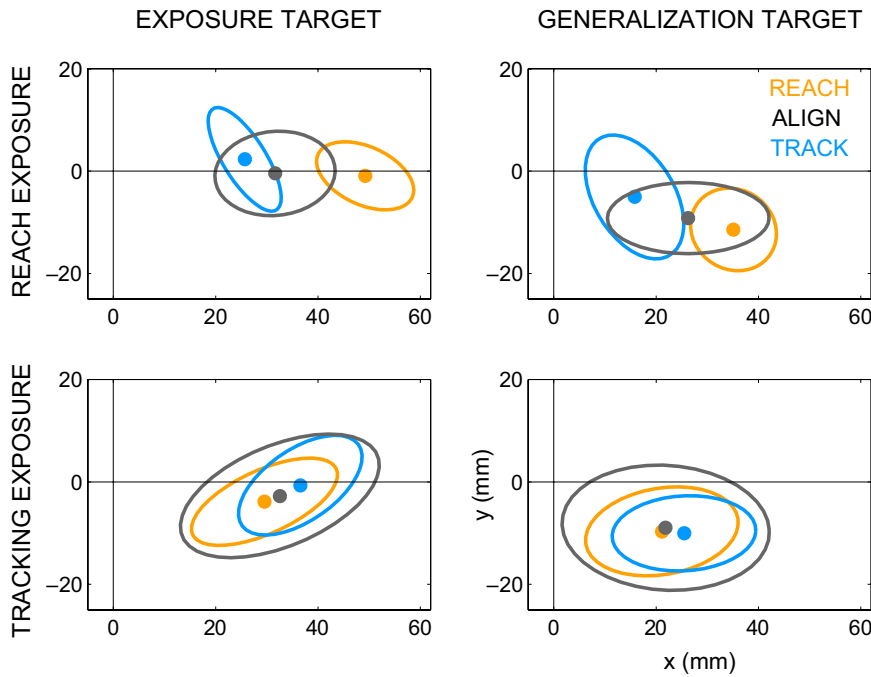 EXPOSURE TARGET
GENERALIZATION TARGET
REACH EXPOSURE
20
0
−20
0 20 40 60
20
0
−20
0 20 40 60
REACH
ALIGN
TRACK
TRACKING EXPOSURE
20
0
−20
0 20 40 60
y (mm)
20
0
−20
0 20 40 60
x (mm)